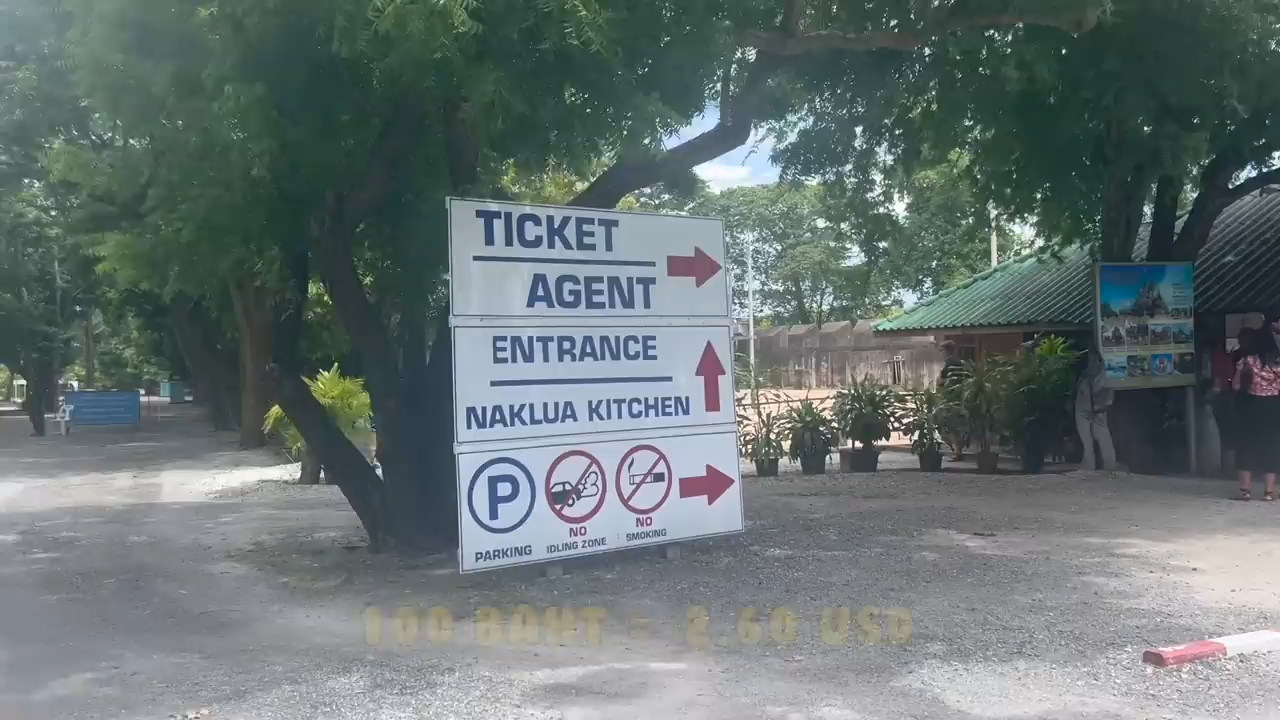 TICKET
AGENT
ENTRANCE
NAKLUA KITCHEN
P
PARKING
NO
IDLING ZONE
NO
SMOKING
100 BAHT = 2.60 USD